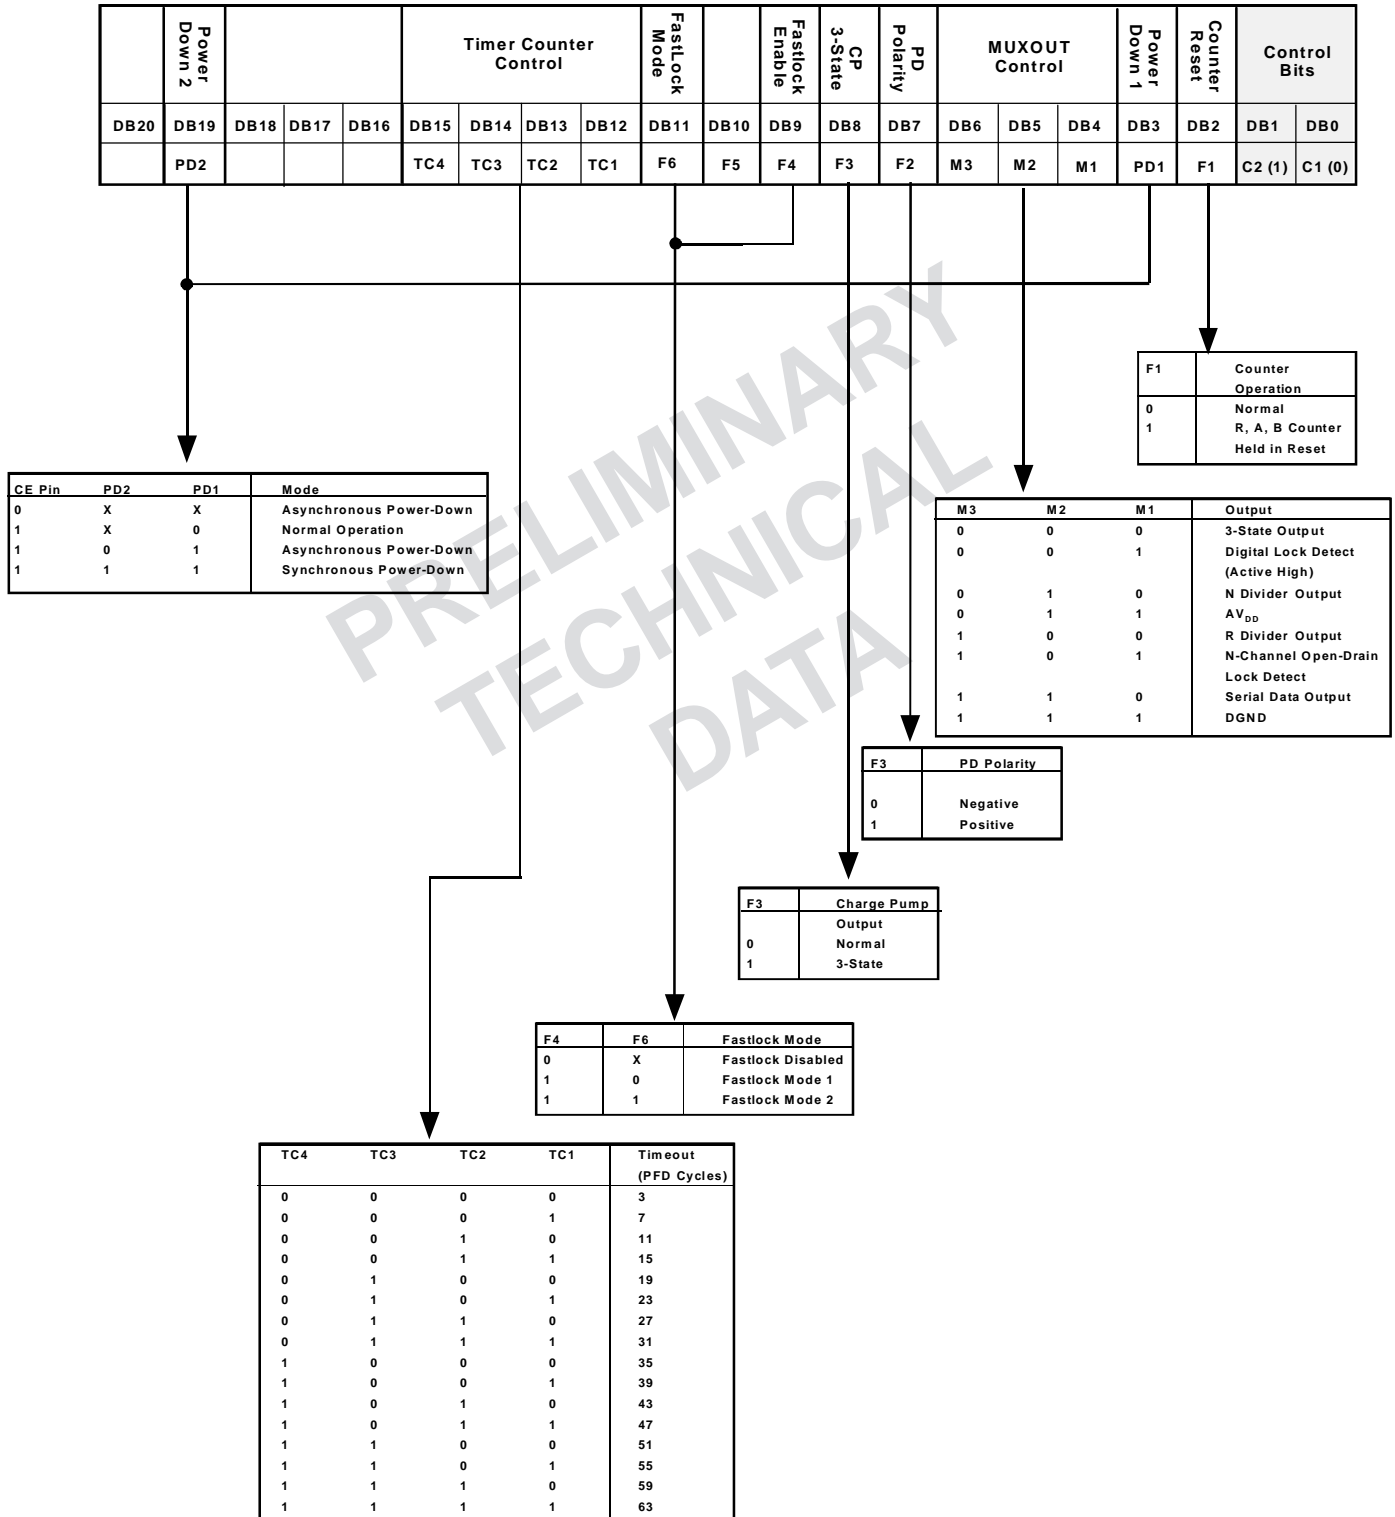 Power Down 2
Timer Counter Control
FastLock Mode
Fastlock Enable
CP 3-State
PD Polarity
MUXOUT Control
Power Down 1
Counter Reset
Control Bits
DB20 DB19 DB18 DB17 DB16 DB15 DB14 DB13 DB12 DB11 DB10 DB9 DB8 DB7 DB6 DB5 DB4 DB3 DB2 DB1 DB0
PD2 TC4 TC3 TC2 TC1 F6 F5 F4 F3 F2 M3 M2 M1 PD1 F1 C2 (1) C1 (0)
PRELIMINARY
TECHNICAL
DATA
F1 Counter
Operation
0 Normal
1 R, A, B Counter
Held in Reset
CE Pin PD2 PD1 Mode
0 X X Asynchronous Power-Down
1 X 0 Normal Operation
1 0 1 Asynchronous Power-Down
1 1 1 Synchronous Power-Down
M3 M2 M1 Output
0 0 0 3-State Output
0 0 1 Digital Lock Detect
(Active High)
0 1 0 N Divider Output
0 1 1 AVDD
1 0 0 R Divider Output
1 0 1 N-Channel Open-Drain
Lock Detect
1 1 0 Serial Data Output
1 1 1 DGND
F3 PD Polarity
0 Negative
1 Positive
F3 Charge Pump
Output
0 Normal
1 3-State
F4 F6 Fastlock Mode
0 X Fastlock Disabled
1 0 Fastlock Mode 1
1 1 Fastlock Mode 2
TC4 TC3 TC2 TC1 Timeout
(PFD Cycles)
0 0 0 0 3
0 0 0 1 7
0 0 1 0 11
0 0 1 1 15
0 1 0 0 19
0 1 0 1 23
0 1 1 0 27
0 1 1 1 31
1 0 0 0 35
1 0 0 1 39
1 0 1 0 43
1 0 1 1 47
1 1 0 0 51
1 1 0 1 55
1 1 1 0 59
1 1 1 1 63